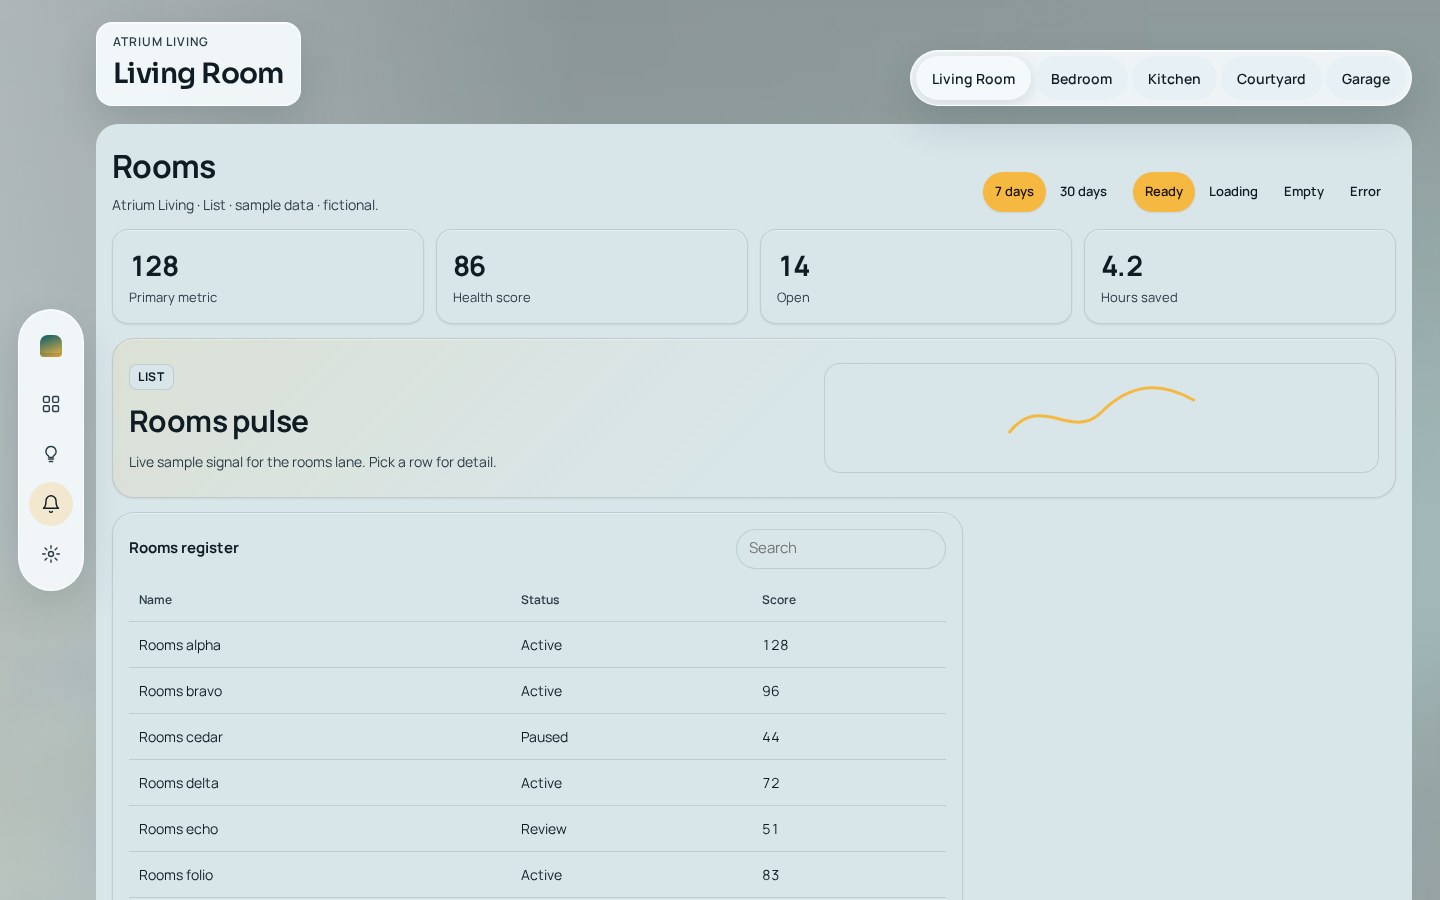 ATRIUM LIVING
Living Room
Living Room
Bedroom
Kitchen
Courtyard
Garage
Rooms
Atrium Living · List · sample data · fictional.
7 days
30 days
Ready
Loading
Empty
Error
128
Primary metric
86
Health score
14
Open
4.2
Hours saved
LIST
Rooms pulse
Live sample signal for the rooms lane. Pick a row for detail.
Rooms register
Search
Name Status Score
Rooms alpha Active 128
Rooms bravo Active 96
Rooms cedar Paused 44
Rooms delta Active 72
Rooms echo Review 51
Rooms folio Active 83